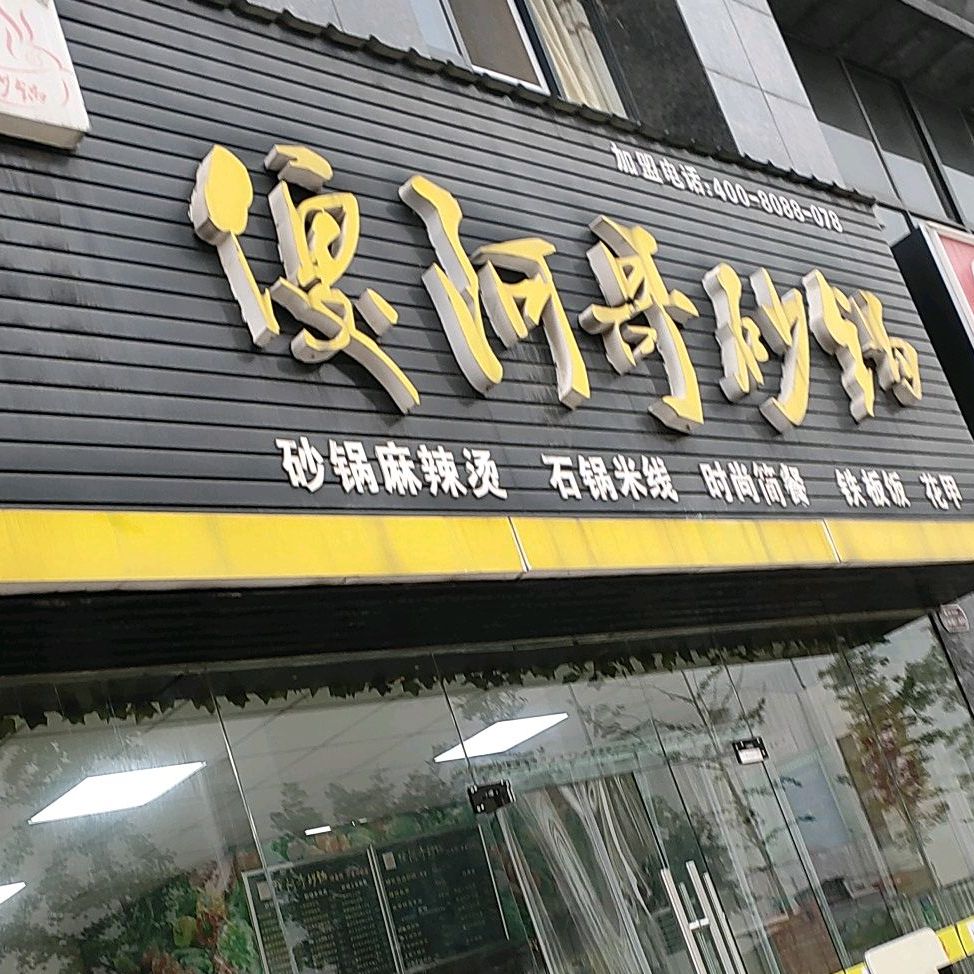 加盟电话:400-8088-078
阿哥砂锅
砂锅麻辣烫 石锅米线 时尚简餐 铁板饭 花甲